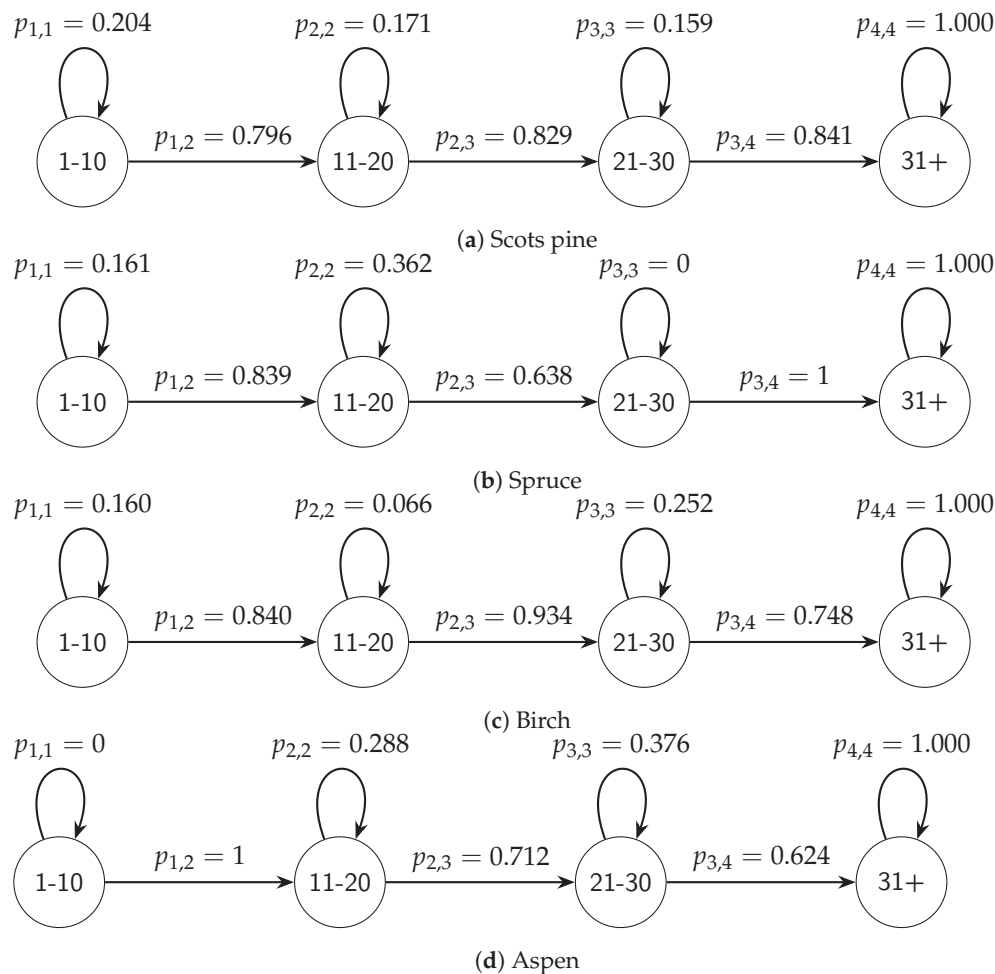 p1,1 = 0.204 p2,2 = 0.171 p3,3 = 0.159 p4,4 = 1.000
p1,2 = 0.796 p2,3 = 0.829 p3,4 = 0.841
1-10 11-20 21-30 31+
(a) Scots pine
p1,1 = 0.161 p2,2 = 0.362 p3,3 = 0 p4,4 = 1.000
p1,2 = 0.839 p2,3 = 0.638 p3,4 = 1
1-10 11-20 21-30 31+
(b) Spruce
p1,1 = 0.160 p2,2 = 0.066 p3,3 = 0.252 p4,4 = 1.000
p1,2 = 0.840 p2,3 = 0.934 p3,4 = 0.748
1-10 11-20 21-30 31+
(c) Birch
p1,1 = 0 p2,2 = 0.288 p3,3 = 0.376 p4,4 = 1.000
p1,2 = 1 p2,3 = 0.712 p3,4 = 0.624
1-10 11-20 21-30 31+
(d) Aspen